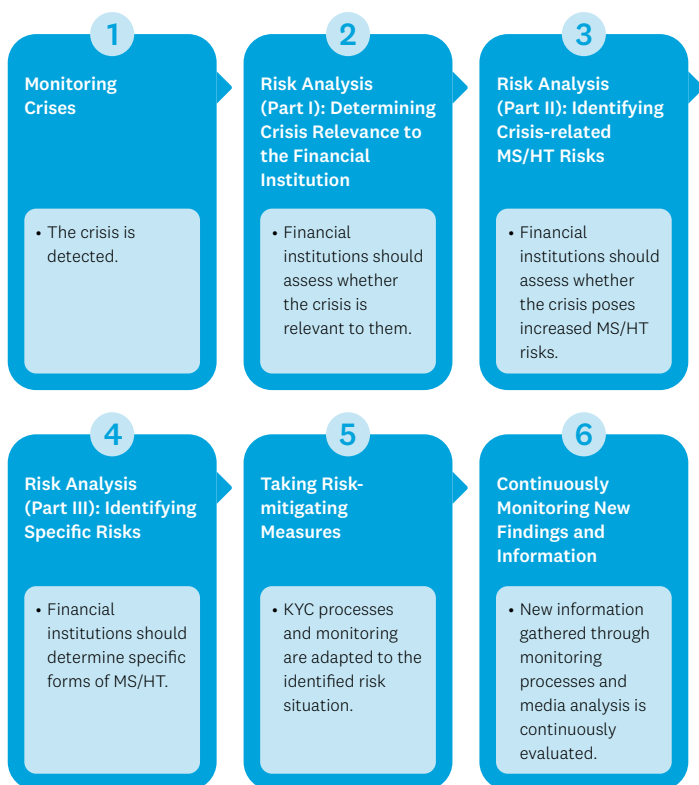 1
Monitoring
Crises
• The crisis is
detected.
2
Risk Analysis
(Part I): Determining
Crisis Relevance to
the Financial
Institution
• Financial
institutions should
assess whether
the crisis is
relevant to them.
3
Risk Analysis
(Part II): Identifying
Crisis-related
MS/HT Risks
• Financial
institutions should
assess whether
the crisis poses
increased MS/HT
risks.
4
Risk Analysis
(Part III): Identifying
Specific Risks
• Financial
institutions should
determine specific
forms of MS/HT.
5
Taking Risk-
mitigating
Measures
• KYC processes
and monitoring
are adapted to the
identified risk
situation.
6
Continuously
Monitoring New
Findings and
Information
• New information
gathered through
monitoring
processes and
media analysis is
continuously
evaluated.